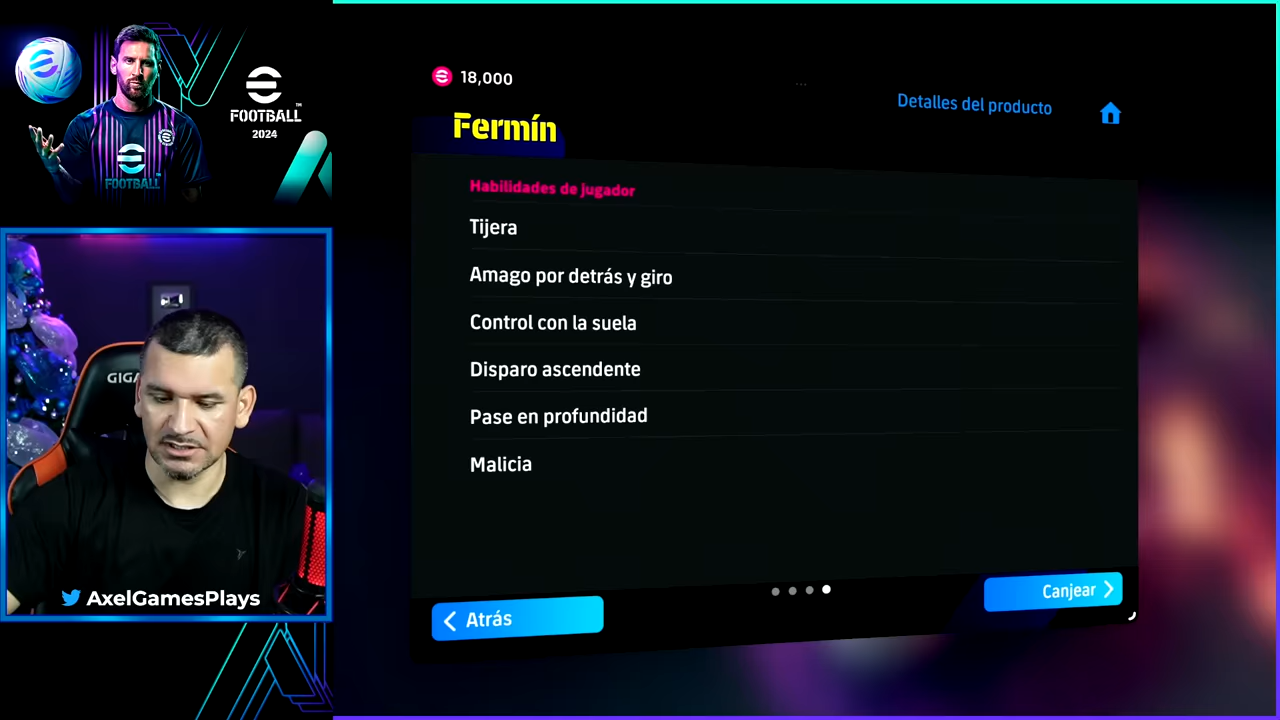 FOOTBALL
2024
FOOTBALL
GIGA
AxelGamesPlays
18,000
Detalles del producto
Fermín
Habilidades de jugador
Tijera
Amago por detrás y giro
Control con la suela
Disparo ascendente
Pase en profundidad
Malicia
Atrás
Canjear